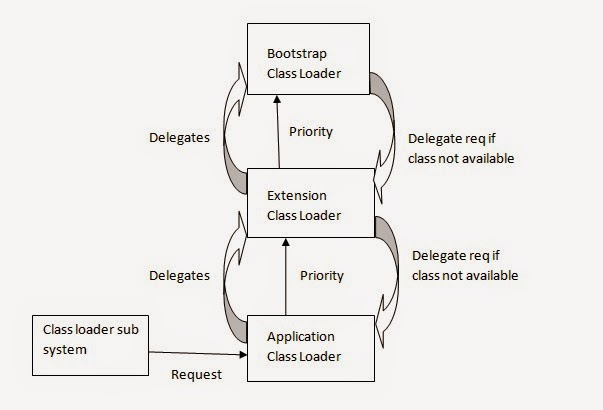 Bootstrap
Class Loader
Delegates
Priority
Delegate req if
class not available
Extension
Class Loader
Delegates
Priority
Delegate req if
class not available
Class loader sub
system
Request
Application
Class Loader